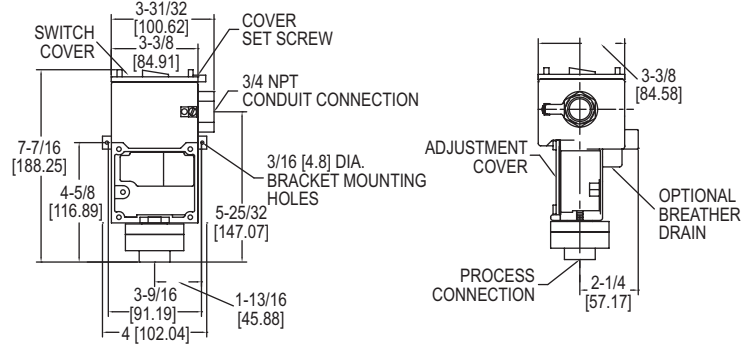 3-31/32
[100.62]
SWITCH
COVER
3-3/8
[84.91]
COVER
SET SCREW
3/4 NPT
CONDUIT CONNECTION
7-7/16
[188.25]
4-5/8
[116.89]
3/16 [4.8] DIA.
BRACKET MOUNTING
HOLES
5-25/32
[147.07]
3-9/16
[91.19]
1-13/16
[45.88]
4 [102.04]
3-3/8
[84.58]
ADJUSTMENT
COVER
OPTIONAL
BREATHER
DRAIN
PROCESS
CONNECTION
2-1/4
[57.17]